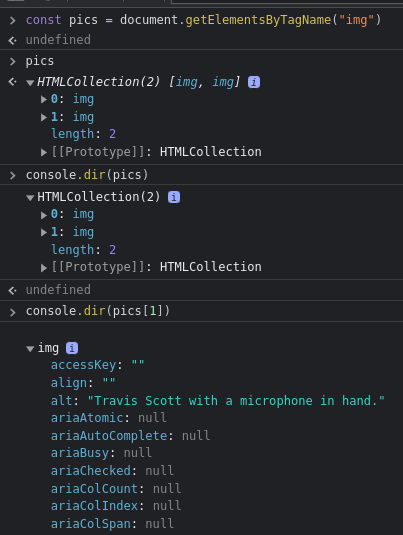 const pics = document.getElementsByTagName("img")
undefined
pics
HTMLCollection(2) [img, img] i
0: img
1: img
length: 2
[[Prototype]]: HTMLCollection
console.dir(pics)
HTMLCollection(2) i
0: img
1: img
length: 2
[[Prototype]]: HTMLCollection
undefined
console.dir(pics[1])
img i
accessKey: ""
align: ""
alt: "Travis Scott with a microphone in hand."
ariaAtomic: null
ariaAutoComplete: null
ariaBusy: null
ariaChecked: null
ariaColCount: null
ariaColIndex: null
ariaColSpan: null